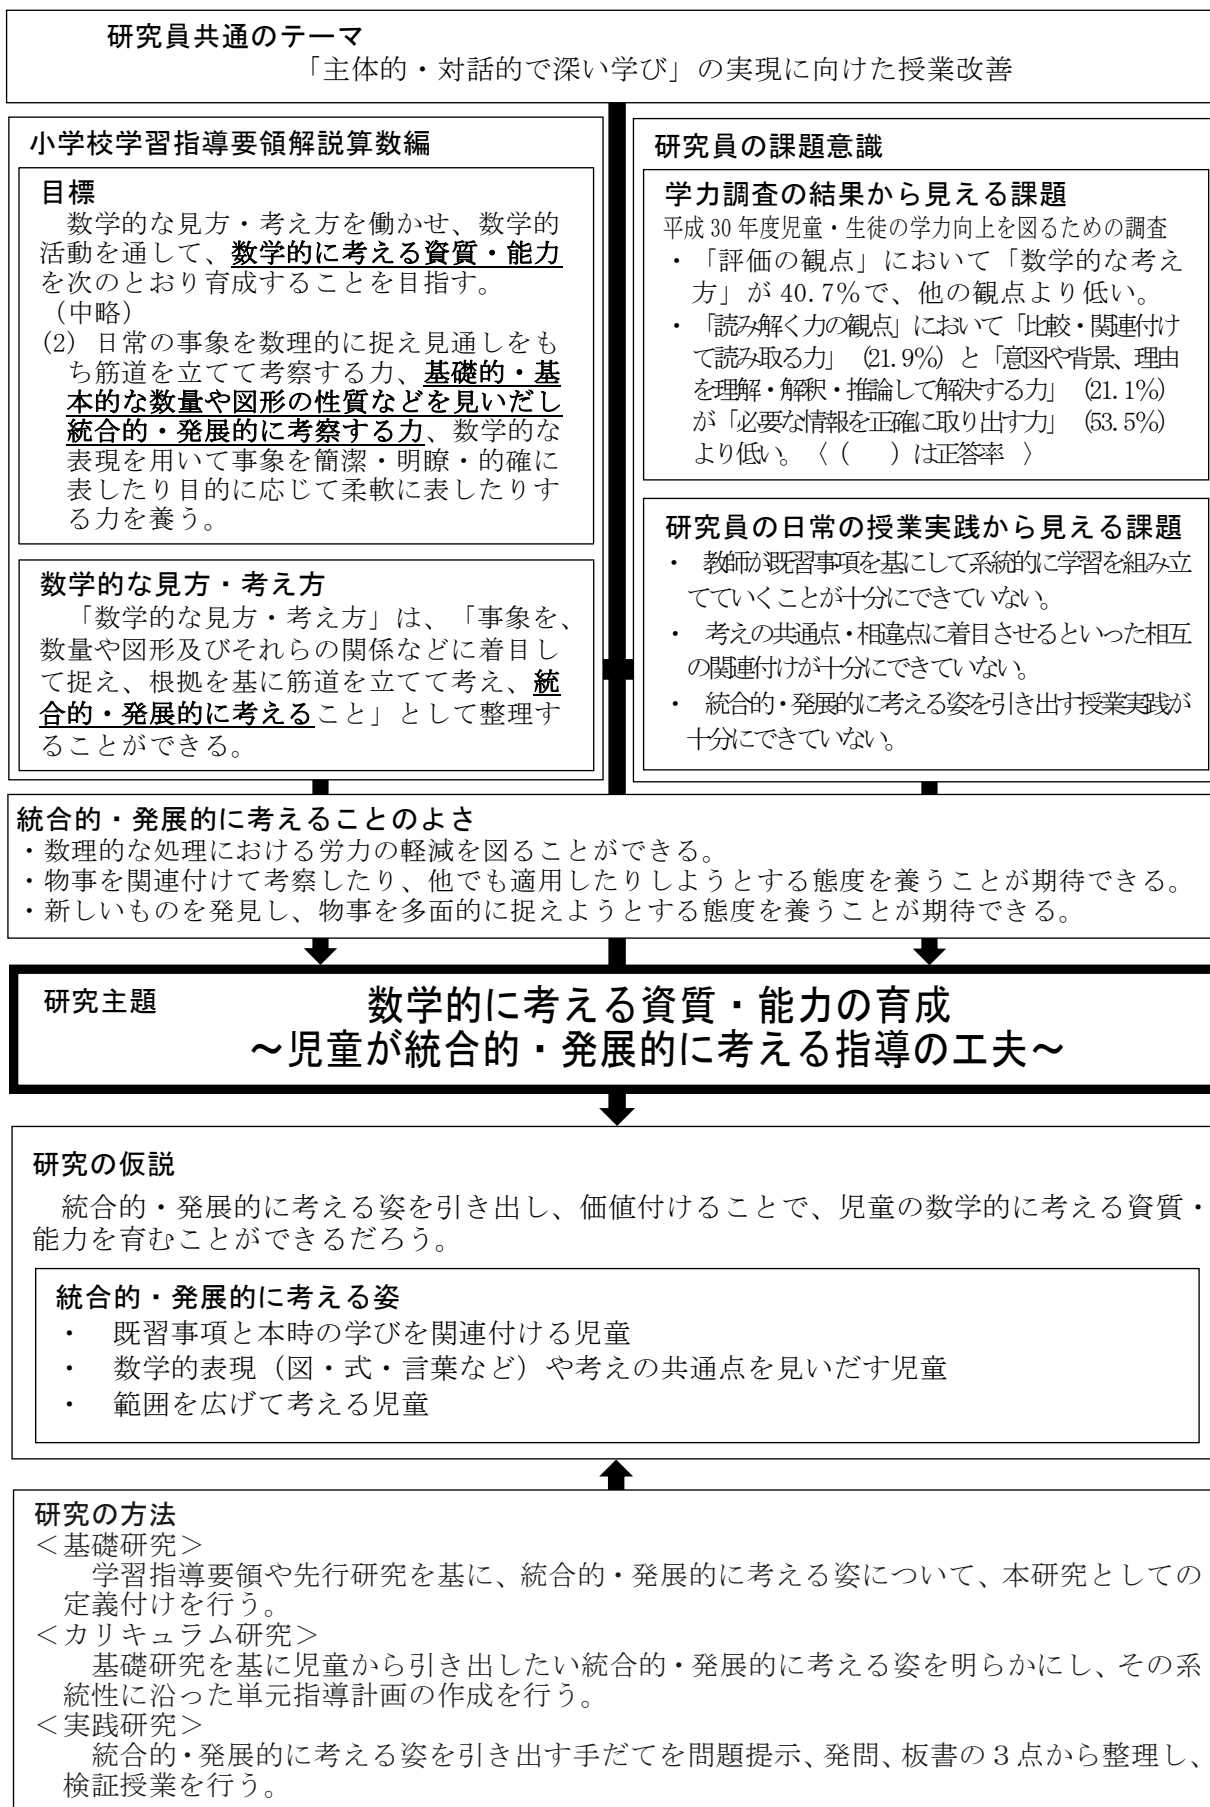 研究員共通のテーマ
「主体的・対話的で深い学び」の実現に向けた授業改善
小学校学習指導要領解説算数編
目標
数学的な見方・考え方を働かせ、数学的
活動を通して、数学的に考える資質・能力
を次のとおり育成することを目指す。
（中略）
(2) 日常の事象を数理的に捉え見通しをも
ち筋道を立てて考察する力、基礎的・基
本的な数量や図形の性質などを見いだし
統合的・発展的に考察する力、数学的な
表現を用いて事象を簡潔・明瞭・的確に
表したり目的に応じて柔軟に表したりす
る力を養う。
数学的な見方・考え方
「数学的な見方・考え方」は、「事象を、
数量や図形及びそれらの関係などに着目し
て捉え、根拠を基に筋道を立てて考え、統
合的・発展的に考えること」として整理す
ることができる。
研究員の課題意識
学力調査の結果から見える課題
平成30年度児童・生徒の学力向上を図るための調査
・「評価の観点」において「数学的な考え
方」が40.7％で、他の観点より低い。
・「読み解く力の観点」において「比較・関連付け
て読み取る力」（21.9％）と「意図や背景、理由
を理解・解釈・推論して解決する力」（21.1％）
が「必要な情報を正確に取り出す力」（53.5％）
より低い。〈（　）は正答率　〉
研究員の日常の授業実践から見える課題
・　教師が既習事項を基にして系統的に学習を組み立
てていくことが十分にできていない。
・　考えの共通点・相違点に着目させるといった相互
の関連付けが十分にできていない。
・　統合的・発展的に考える姿を引き出す授業実践が
十分にできていない。
統合的・発展的に考えることのよさ
・数理的な処理における労力の軽減を図ることができる。
・物事を関連付けて考察したり、他でも適用したりしようとする態度を養うことが期待できる。
・新しいものを発見し、物事を多面的に捉えようとする態度を養うことが期待できる。
研究主題
数学的に考える資質・能力の育成
～児童が統合的・発展的に考える指導の工夫～
研究の仮説
統合的・発展的に考える姿を引き出し、価値付けることで、児童の数学的に考える資質・
能力を育むことができるだろう。
統合的・発展的に考える姿
・　既習事項と本時の学びを関連付ける児童
・　数学的表現（図・式・言葉など）や考えの共通点を見いだす児童
・　範囲を広げて考える児童
研究の方法
＜基礎研究＞
学習指導要領や先行研究を基に、統合的・発展的に考える姿について、本研究としての
定義付けを行う。
＜カリキュラム研究＞
基礎研究を基に児童から引き出したい統合的・発展的に考える姿を明らかにし、その系
統性に沿った単元指導計画の作成を行う。
＜実践研究＞
統合的・発展的に考える姿を引き出す手だてを問題提示、発問、板書の３点から整理し、
検証授業を行う。